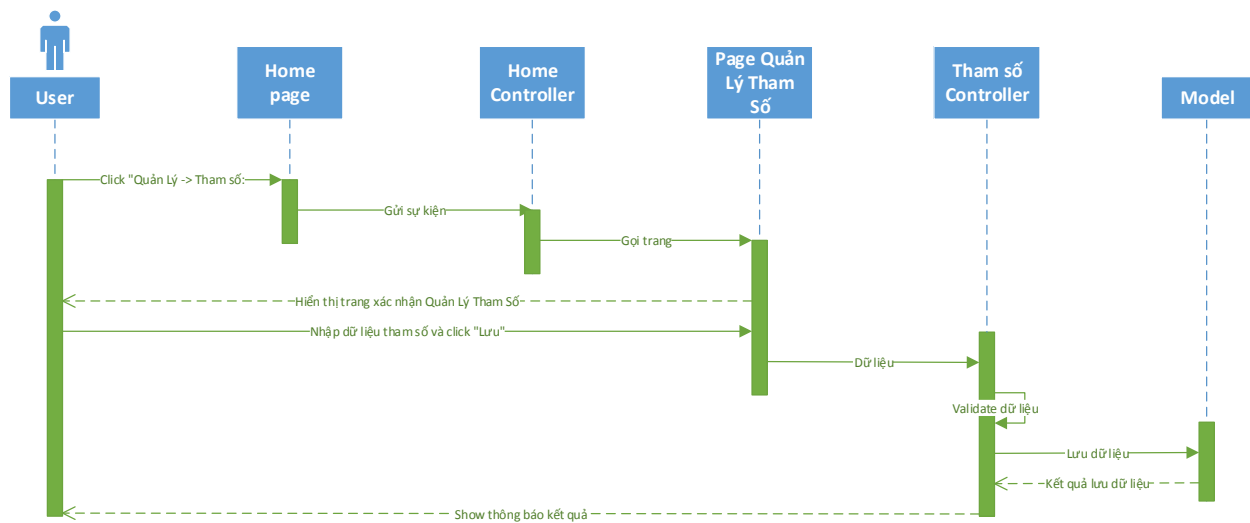 User
Home
page
Home
Controller
Page Quản
Lý Tham
Số
Tham số
Controller
Model
Click "Quản Lý -> Tham số:
Gửi sự kiện
Gọi trang
Hiển thị trang xác nhận Quản Lý Tham Số
Nhập dữ liệu tham số và click "Lưu"
Dữ liệu
Validate dữ liệu
Lưu dữ liệu
Kết quả lưu dữ liệu
Show thông báo kết quả